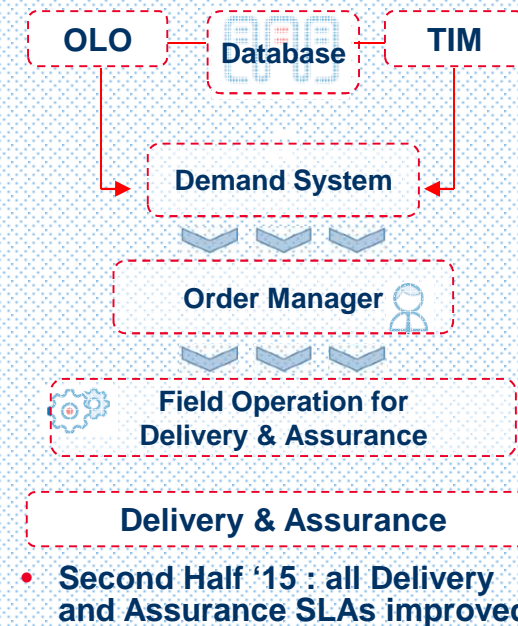 OLO Database TIM
Demand System
Order Manager
Field Operation for
Delivery & Assurance
Delivery & Assurance
• Second Half ‘15 : all Delivery
and Assurance SLAs improved